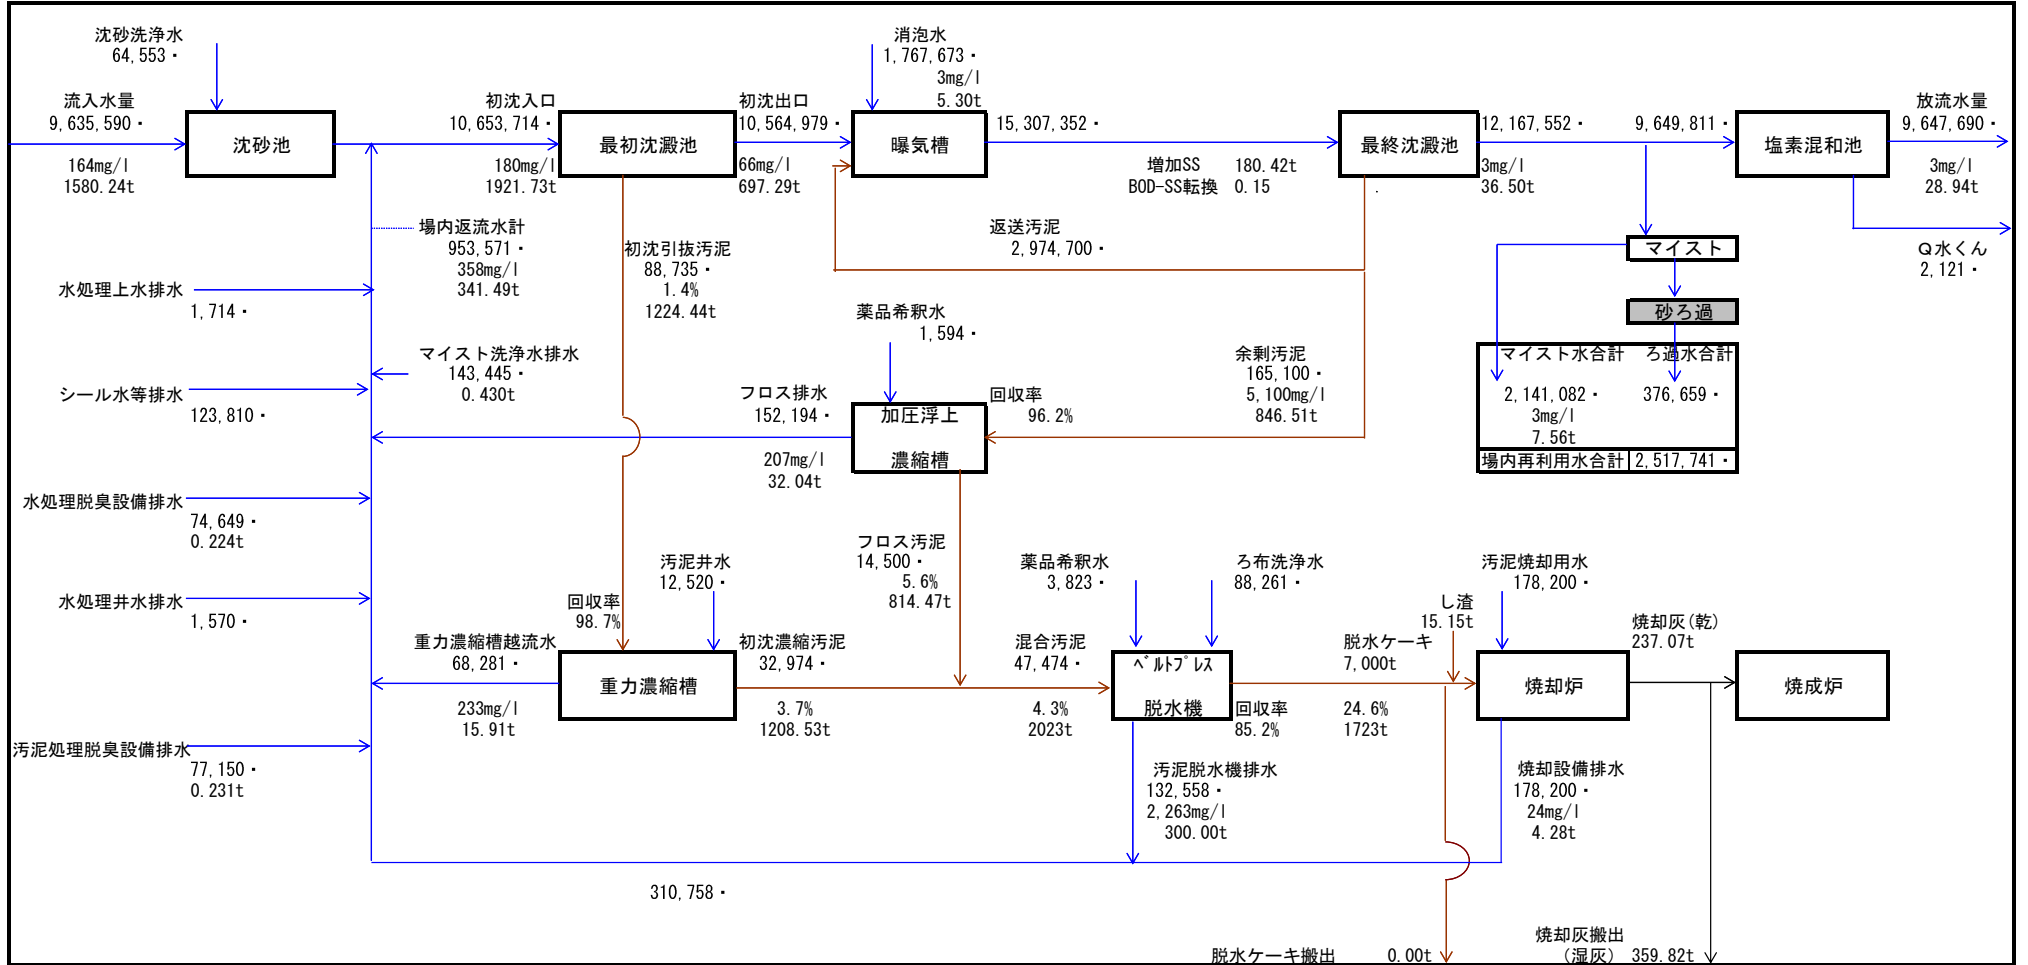 沈砂洗浄水
64,553・
消泡水
1,767,673・
3mg/l
5.30t
流入水量
9,635,590・
164mg/l
1580.24t
沈砂池
初沈入口
10,653,714・
180mg/l
1921.73t
最初沈澱池
初沈出口
10,564,979・
66mg/l
697.29t
曝気槽
15,307,352・
増加SS 180.42t
BOD-SS転換 0.15
最終沈澱池
.
12,167,552・
3mg/l
36.50t
9,649,811・
塩素混和池
放流水量
9,647,690・
3mg/l
28.94t
Q水くん
2,121・
場内返流水計
953,571・
358mg/l
341.49t
初沈引抜汚泥
88,735・
1.4%
1224.44t
返送汚泥
2,974,700・
マイスト
砂ろ過
マイスト水合計 ろ過水合計
2,141,082・ 376,659・
3mg/l
7.56t
場内再利用水合計 2,517,741・
水処理上水排水
1,714・
マイスト洗浄水排水
143,445・
0.430t
シール水等排水
123,810・
薬品希釈水
1,594・
フロス排水
152,194・
207mg/l
32.04t
加圧浮上
濃縮槽
回収率
96.2%
余剰汚泥
165,100・
5,100mg/l
846.51t
水処理脱臭設備排水
74,649・
0.224t
フロス汚泥
14,500・
5.6%
814.47t
汚泥井水
12,520・
薬品希釈水
3,823・
ろ布洗浄水
88,261・
汚泥焼却用水
178,200・
水処理井水排水
1,570・
回収率
98.7%
重力濃縮槽越流水
68,281・
233mg/l
15.91t
重力濃縮槽
初沈濃縮汚泥
32,974・
3.7%
1208.53t
混合汚泥
47,474・
4.3%
2023t
ﾍﾞﾙﾄﾌﾟﾚｽ
脱水機
回収率
85.2%
脱水ケーキ
7,000t
24.6%
1723t
し渣
15.15t
焼却炉
焼却灰(乾)
237.07t
焼成炉
汚泥処理脱臭設備排水
77,150・
0.231t
汚泥脱水機排水
132,558・
2,263mg/l
300.00t
焼却設備排水
178,200・
24mg/l
4.28t
310,758・
脱水ケーキ搬出 0.00t
焼却灰搬出
(湿灰) 359.82t